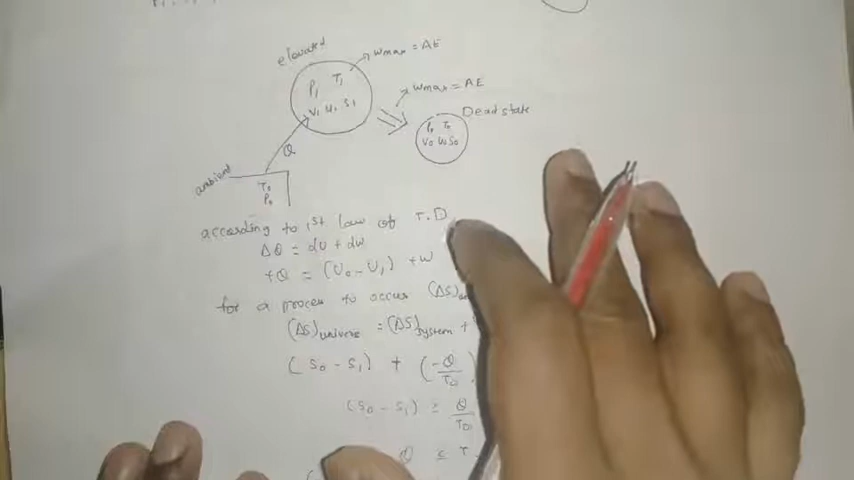 elevated
Wmax = AE
P₁ T₁
V₁ U₁ S₁
Wmax = AE
Dead state
P₀ T₀
V₀ U₀ S₀
Q
ambient
T₀
P₀
according to 1st law of T.D
ΔQ = dU + dW
+Q = (U₀ - U₁) + W
for a proces to occur (ΔS)
(ΔS)universe = (ΔS)system +
(S₀ - S₁) + (-Q/T₀)
(S₀ - S₁) ≥ Q/T₀
Q ≤ T